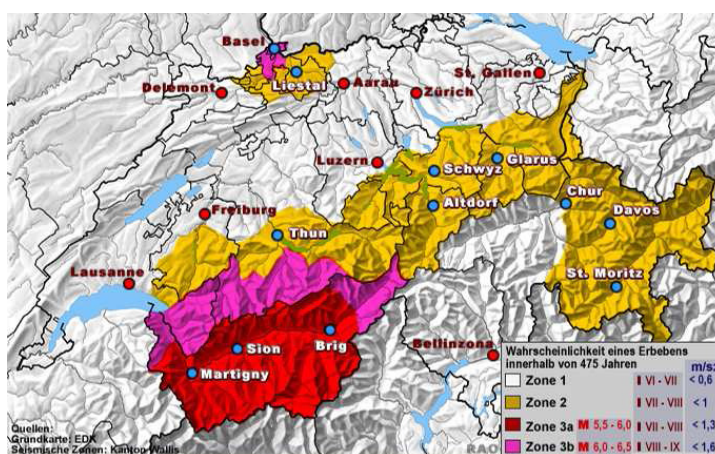 Basel
Liestal
Delemont
Aarau
Zürich
St. Gallen
Luzern
Schwyz
Glarus
Freiburg
Altdorf
Chur
Davos
Thun
Lausanne
St. Moritz
Sion
Brig
Bellinzona
Martigny
Wahrscheinlichkeit eines Erbebens
innerhalb von 475 Jahren
m/s²
Zone 1 I VI - VII < 0,6
Zone 2 I VII - VIII < 1
Zone 3a M 5,5 - 6,0 I VII - VIII < 1,3
Zone 3b M 6,0 - 6,5 I VIII - IX < 1,6
Quellen:
Grundkarte: EDK
Seismische Zonen: Kanton Wallis
RAO